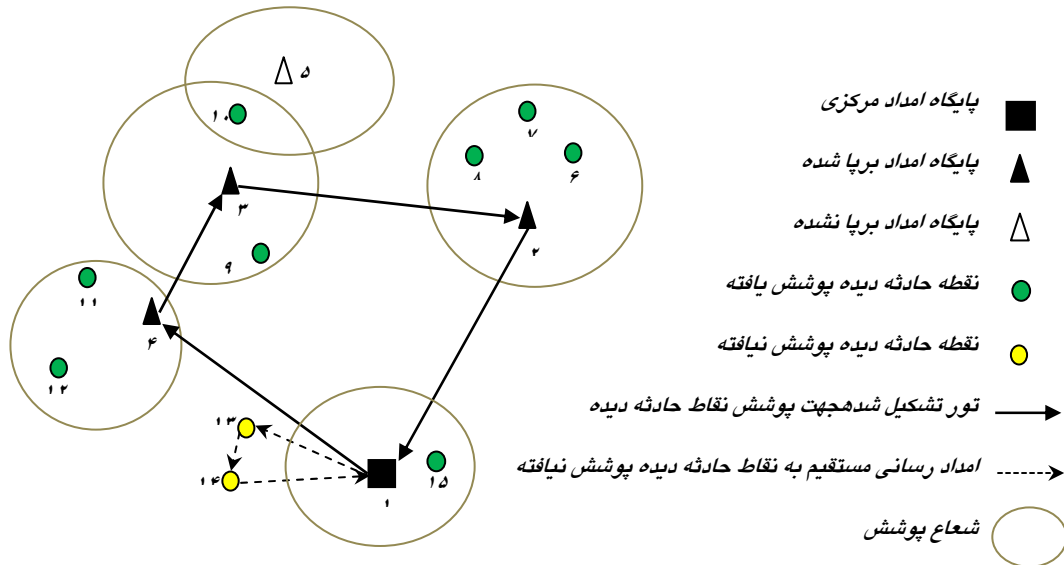 پایگاه امداد مرکزی
پایگاه امداد برپا شده
پایگاه امداد برپا نشده
نقطه حادثه دیده پوشش یافته
نقطه حادثه دیده پوشش نیافته
تور تشکیل شدهجهت پوشش نقاط حادثه دیده
امداد رسانی مستقیم به نقاط حادثه دیده پوشش نیافته
شعاع پوشش
۵
۱۰
۷
۸
۶
۳
۲
۹
۱۱
۴
۱۲
۱۳
۱۴
۱۵
۱